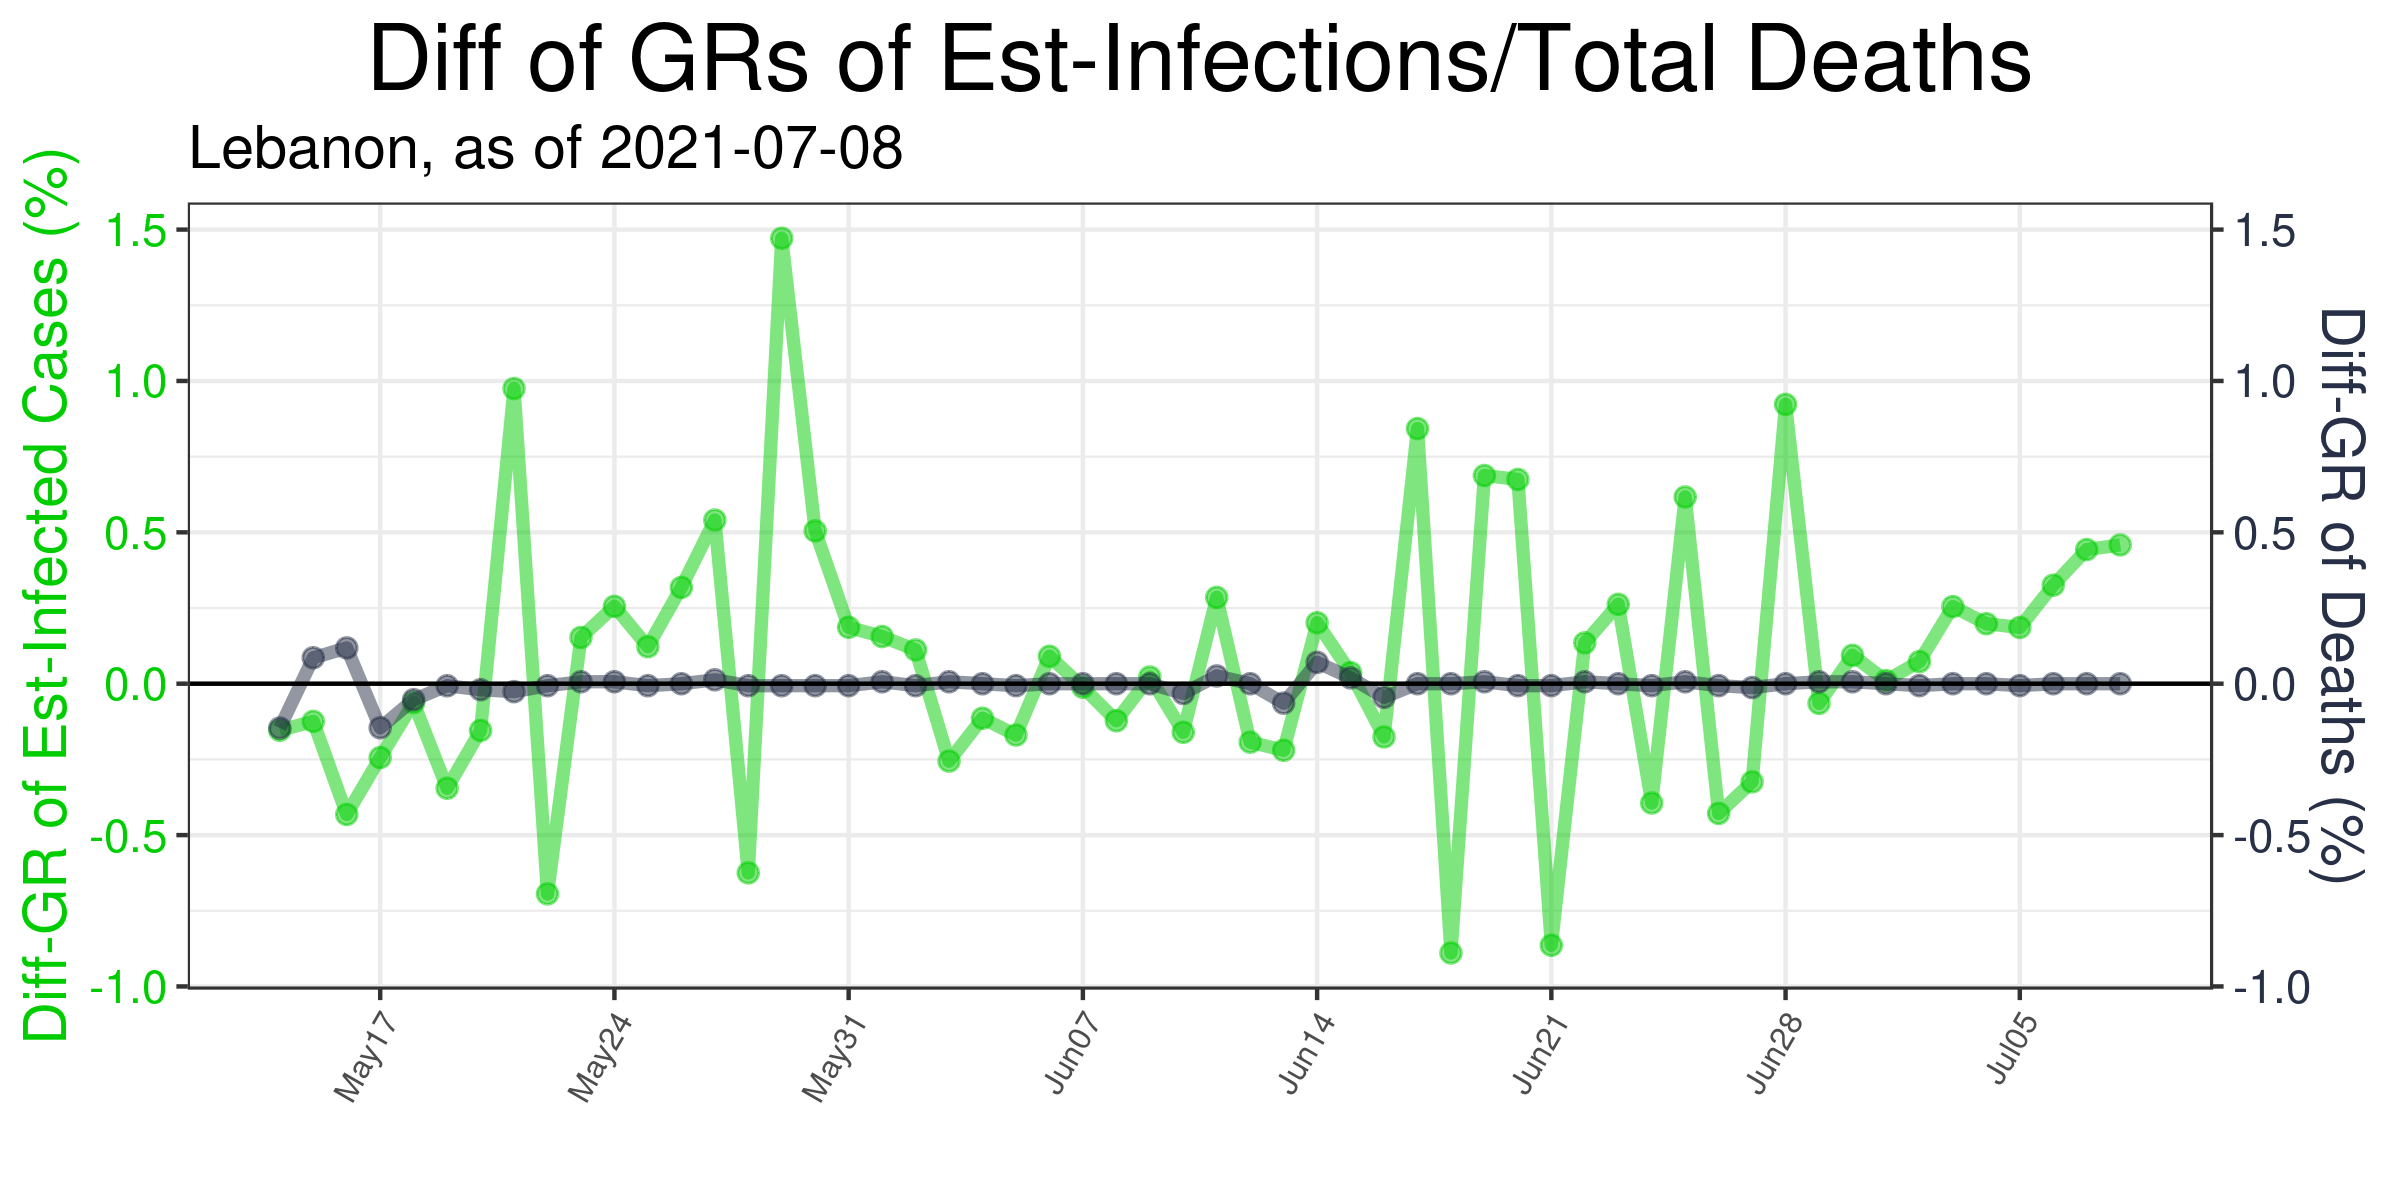 Diff of GRs of Est-Infections/Total Deaths
Lebanon, as of 2021-07-08
Diff-GR of Est-Infected Cases (%)
1.5
1.0
0.5
0.0
-0.5
-1.0
1.5
1.0
0.5
0.0
-0.5
-1.0
Diff-GR of Deaths (%)
May17
May24
May31
Jun07
Jun14
Jun21
Jun28
Jul05